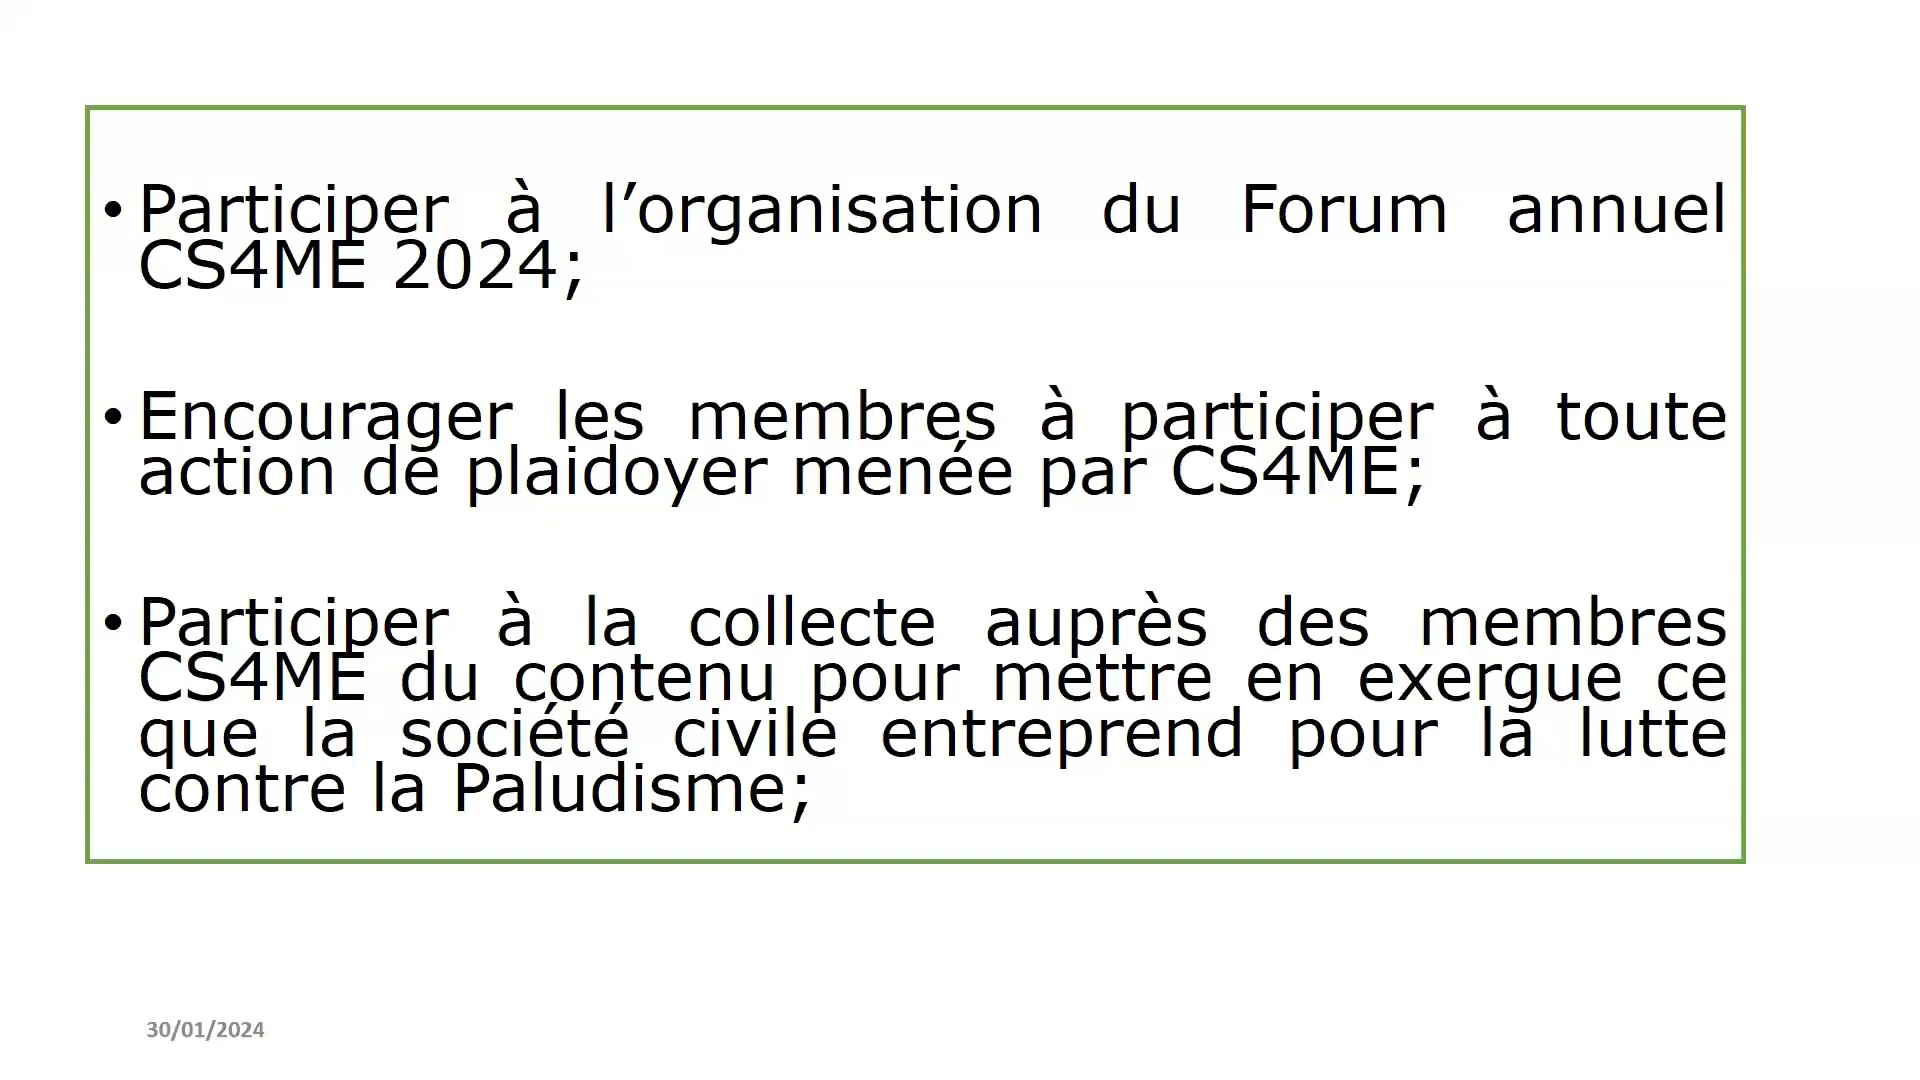 • Participer à l’organisation du Forum annuel
CS4ME 2024;
• Encourager les membres à participer à toute
action de plaidoyer menée par CS4ME;
• Participer à la collecte auprès des membres
CS4ME du contenu pour mettre en exergue ce
que la société civile entreprend pour la lutte
contre la Paludisme;
30/01/2024